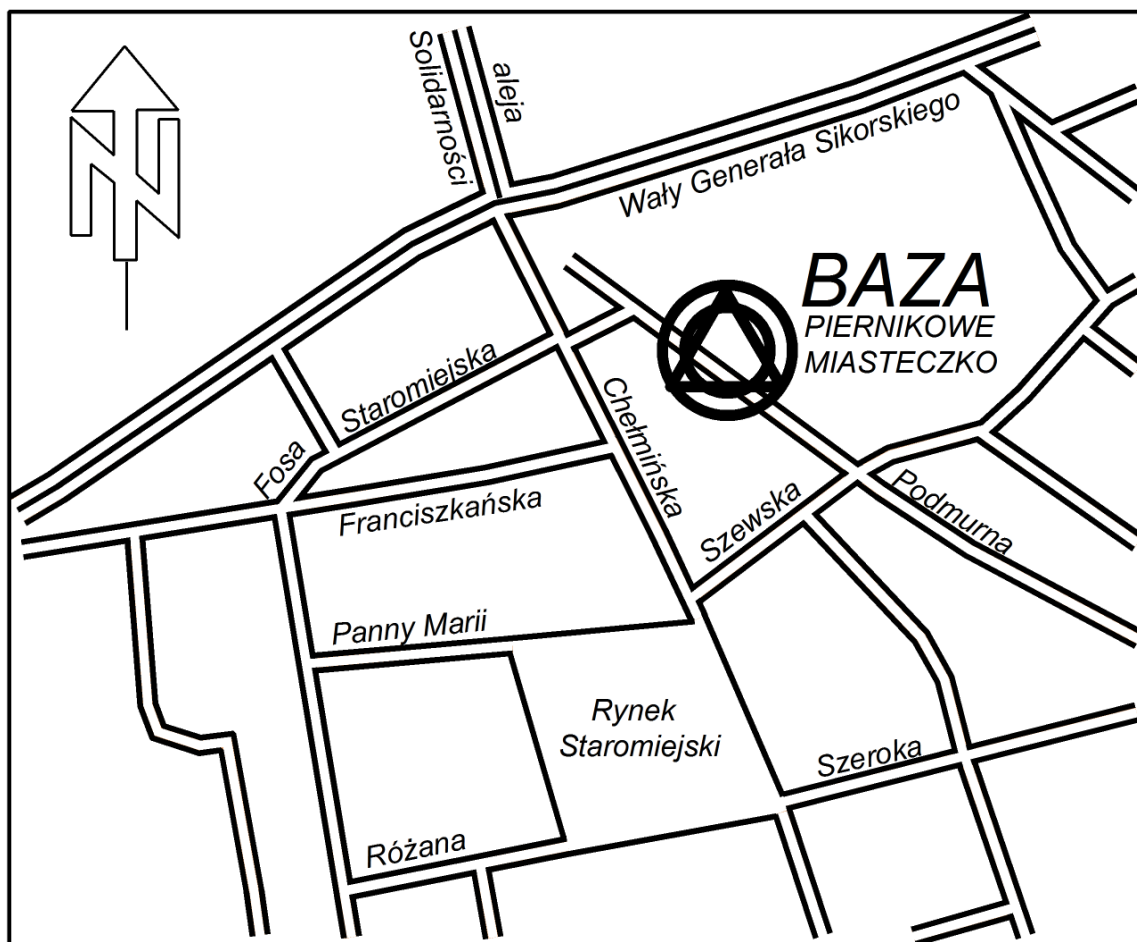 aleja
Solidarności
Wały Generała Sikorskiego
BAZA
PIERNIKOWE
MIASTECZKO
Staromiejska
Chełmińska
Fosa
Franciszkańska
Szewska
Podmurna
Panny Marii
Rynek
Staromiejski
Szeroka
Różana
N